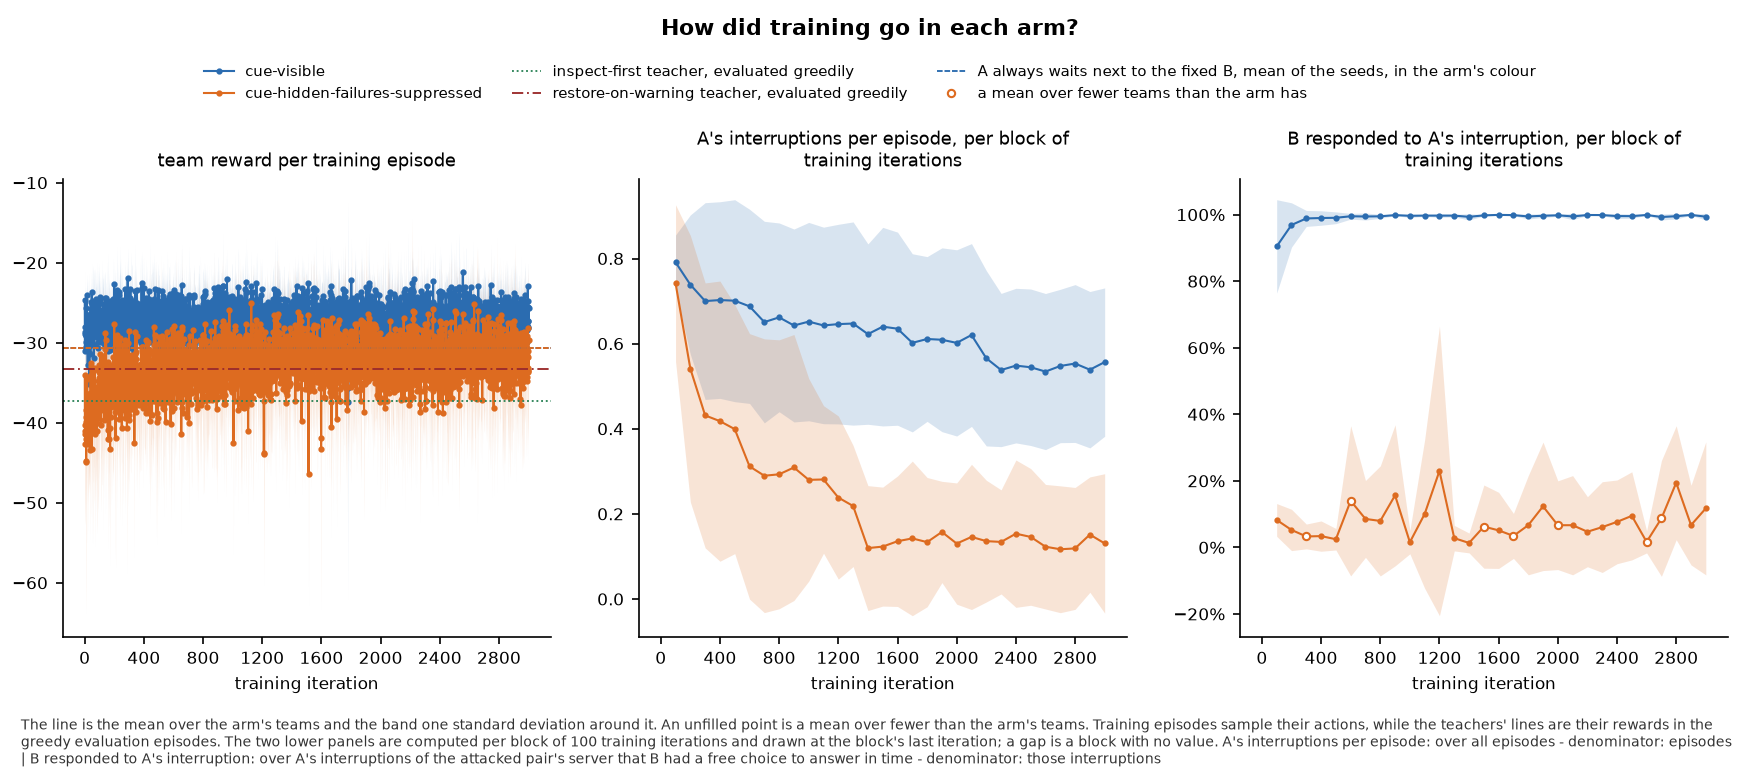 How did training go in each arm?
cue-visible
cue-hidden-failures-suppressed
inspect-first teacher, evaluated greedily
restore-on-warning teacher, evaluated greedily
A always waits next to the fixed B, mean of the seeds, in the arm's colour
a mean over fewer teams than the arm has
team reward per training episode
−10
−20
−30
−40
−50
−60
0 400 800 1200 1600 2000 2400 2800
training iteration
A's interruptions per episode, per block of
training iterations
0.8
0.6
0.4
0.2
0.0
0 400 800 1200 1600 2000 2400 2800
training iteration
B responded to A's interruption, per block of
training iterations
100%
80%
60%
40%
20%
0%
−20%
0 400 800 1200 1600 2000 2400 2800
training iteration
The line is the mean over the arm's teams and the band one standard deviation around it. An unfilled point is a mean over fewer than the arm's teams. Training episodes sample their actions, while the teachers' lines are their rewards in the
greedy evaluation episodes. The two lower panels are computed per block of 100 training iterations and drawn at the block's last iteration; a gap is a block with no value. A's interruptions per episode: over all episodes - denominator: episodes
| B responded to A's interruption: over A's interruptions of the attacked pair's server that B had a free choice to answer in time - denominator: those interruptions